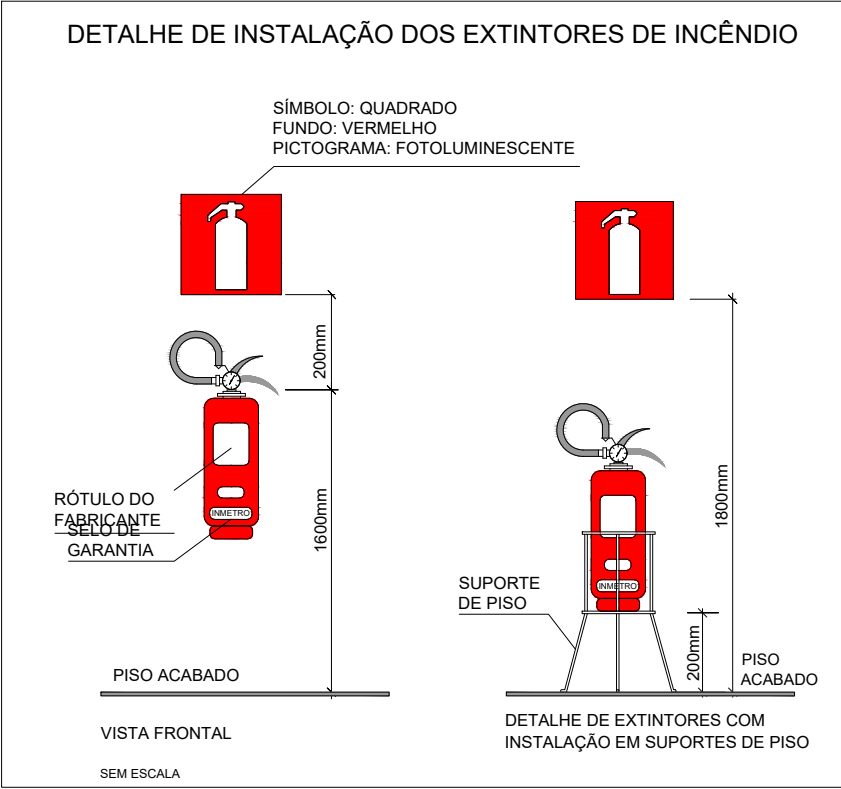 DETALHE DE INSTALAÇÃO DOS EXTINTORES DE INCÊNDIO
SÍMBOLO: QUADRADO
FUNDO: VERMELHO
PICTOGRAMA: FOTOLUMINESCENTE
200mm
1600mm
RÓTULO DO
FABRICANTE
SELO DE
GARANTIA
INMETRO
PISO ACABADO
VISTA FRONTAL
SEM ESCALA
1800mm
SUPORTE
DE PISO
INMETRO
200mm
PISO
ACABADO
DETALHE DE EXTINTORES COM
INSTALAÇÃO EM SUPORTES DE PISO